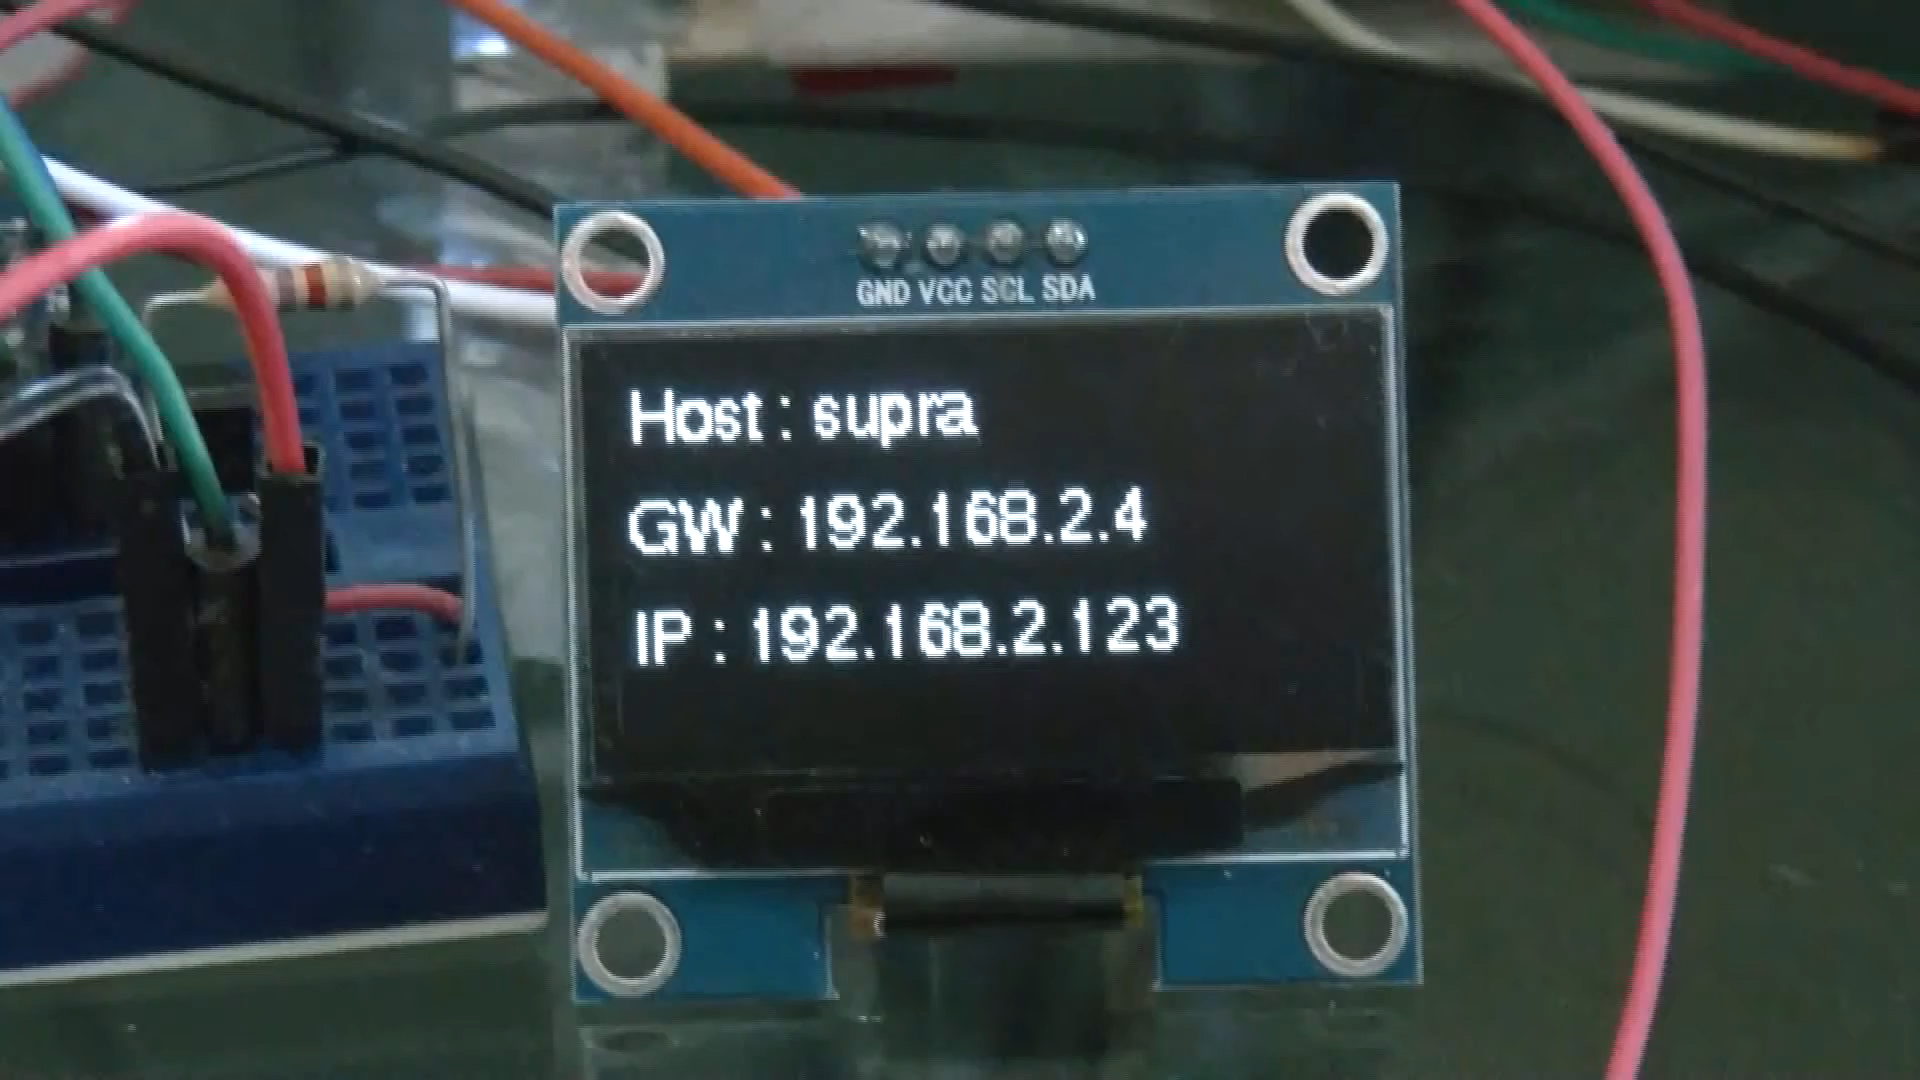 GND VCC SCL SDA
Host : supra
GW : 192.168.2.4
IP : 192.168.2.123